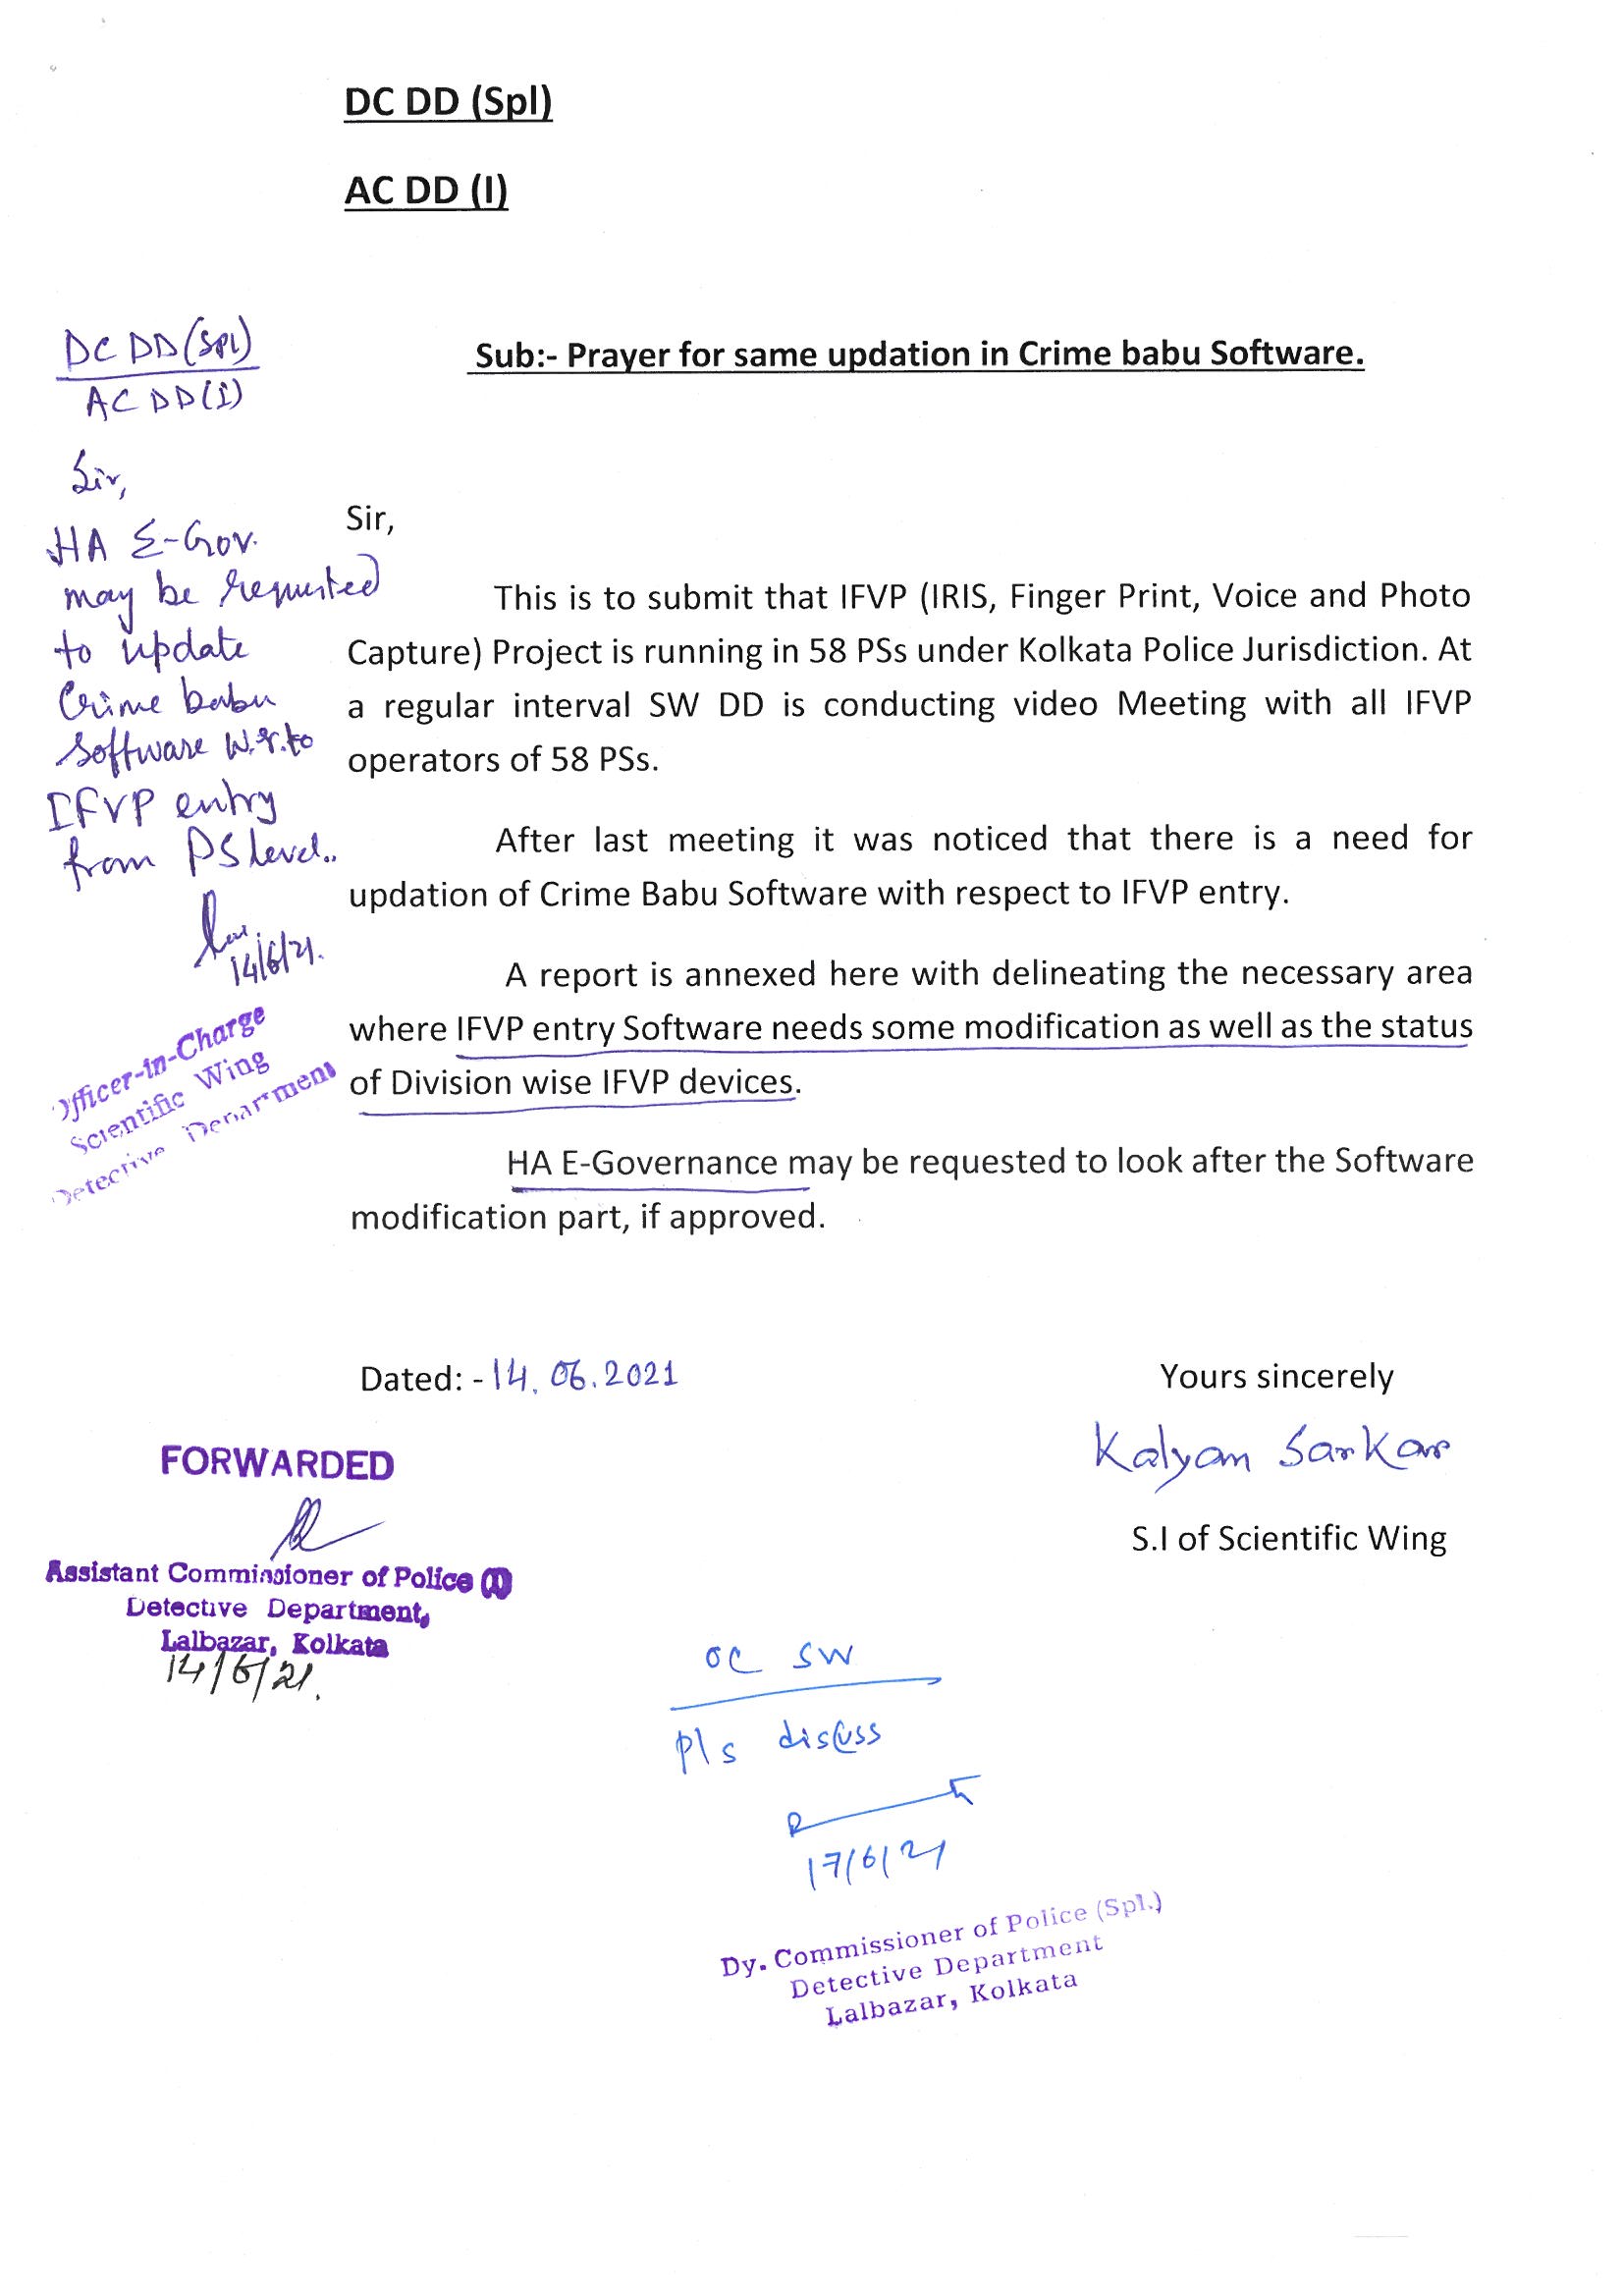 DC DD (Spl)
AC DD (I)
Sub:- Prayer for same updation in Crime babu Software.
DC DD (SPL)
AC DD (I)
Sir,
HA E-Gov.
may be requested
to update
Crime babu
Software w.r.to
IFVP entry
from PS level..
14/6/21.
Officer-in-Charge
Scientific Wing
Detective Department
Sir,
This is to submit that IFVP (IRIS, Finger Print, Voice and Photo
Capture) Project is running in 58 PSs under Kolkata Police Jurisdiction. At
a regular interval SW DD is conducting video Meeting with all IFVP
operators of 58 PSs.
After last meeting it was noticed that there is a need for
updation of Crime Babu Software with respect to IFVP entry.
A report is annexed here with delineating the necessary area
where IFVP entry Software needs some modification as well as the status
of Division wise IFVP devices.
HA E-Governance may be requested to look after the Software
modification part, if approved.
Dated: - 14.06.2021
Yours sincerely
Kalyan Sarkar
S.I of Scientific Wing
FORWARDED
Assistant Commissioner of Police (I)
Detective Department,
Lalbazar, Kolkata
14/6/21.
OC SW
Pls discuss
17/6/21
Dy. Commissioner of Police (Spl.)
Detective Department
Lalbazar, Kolkata